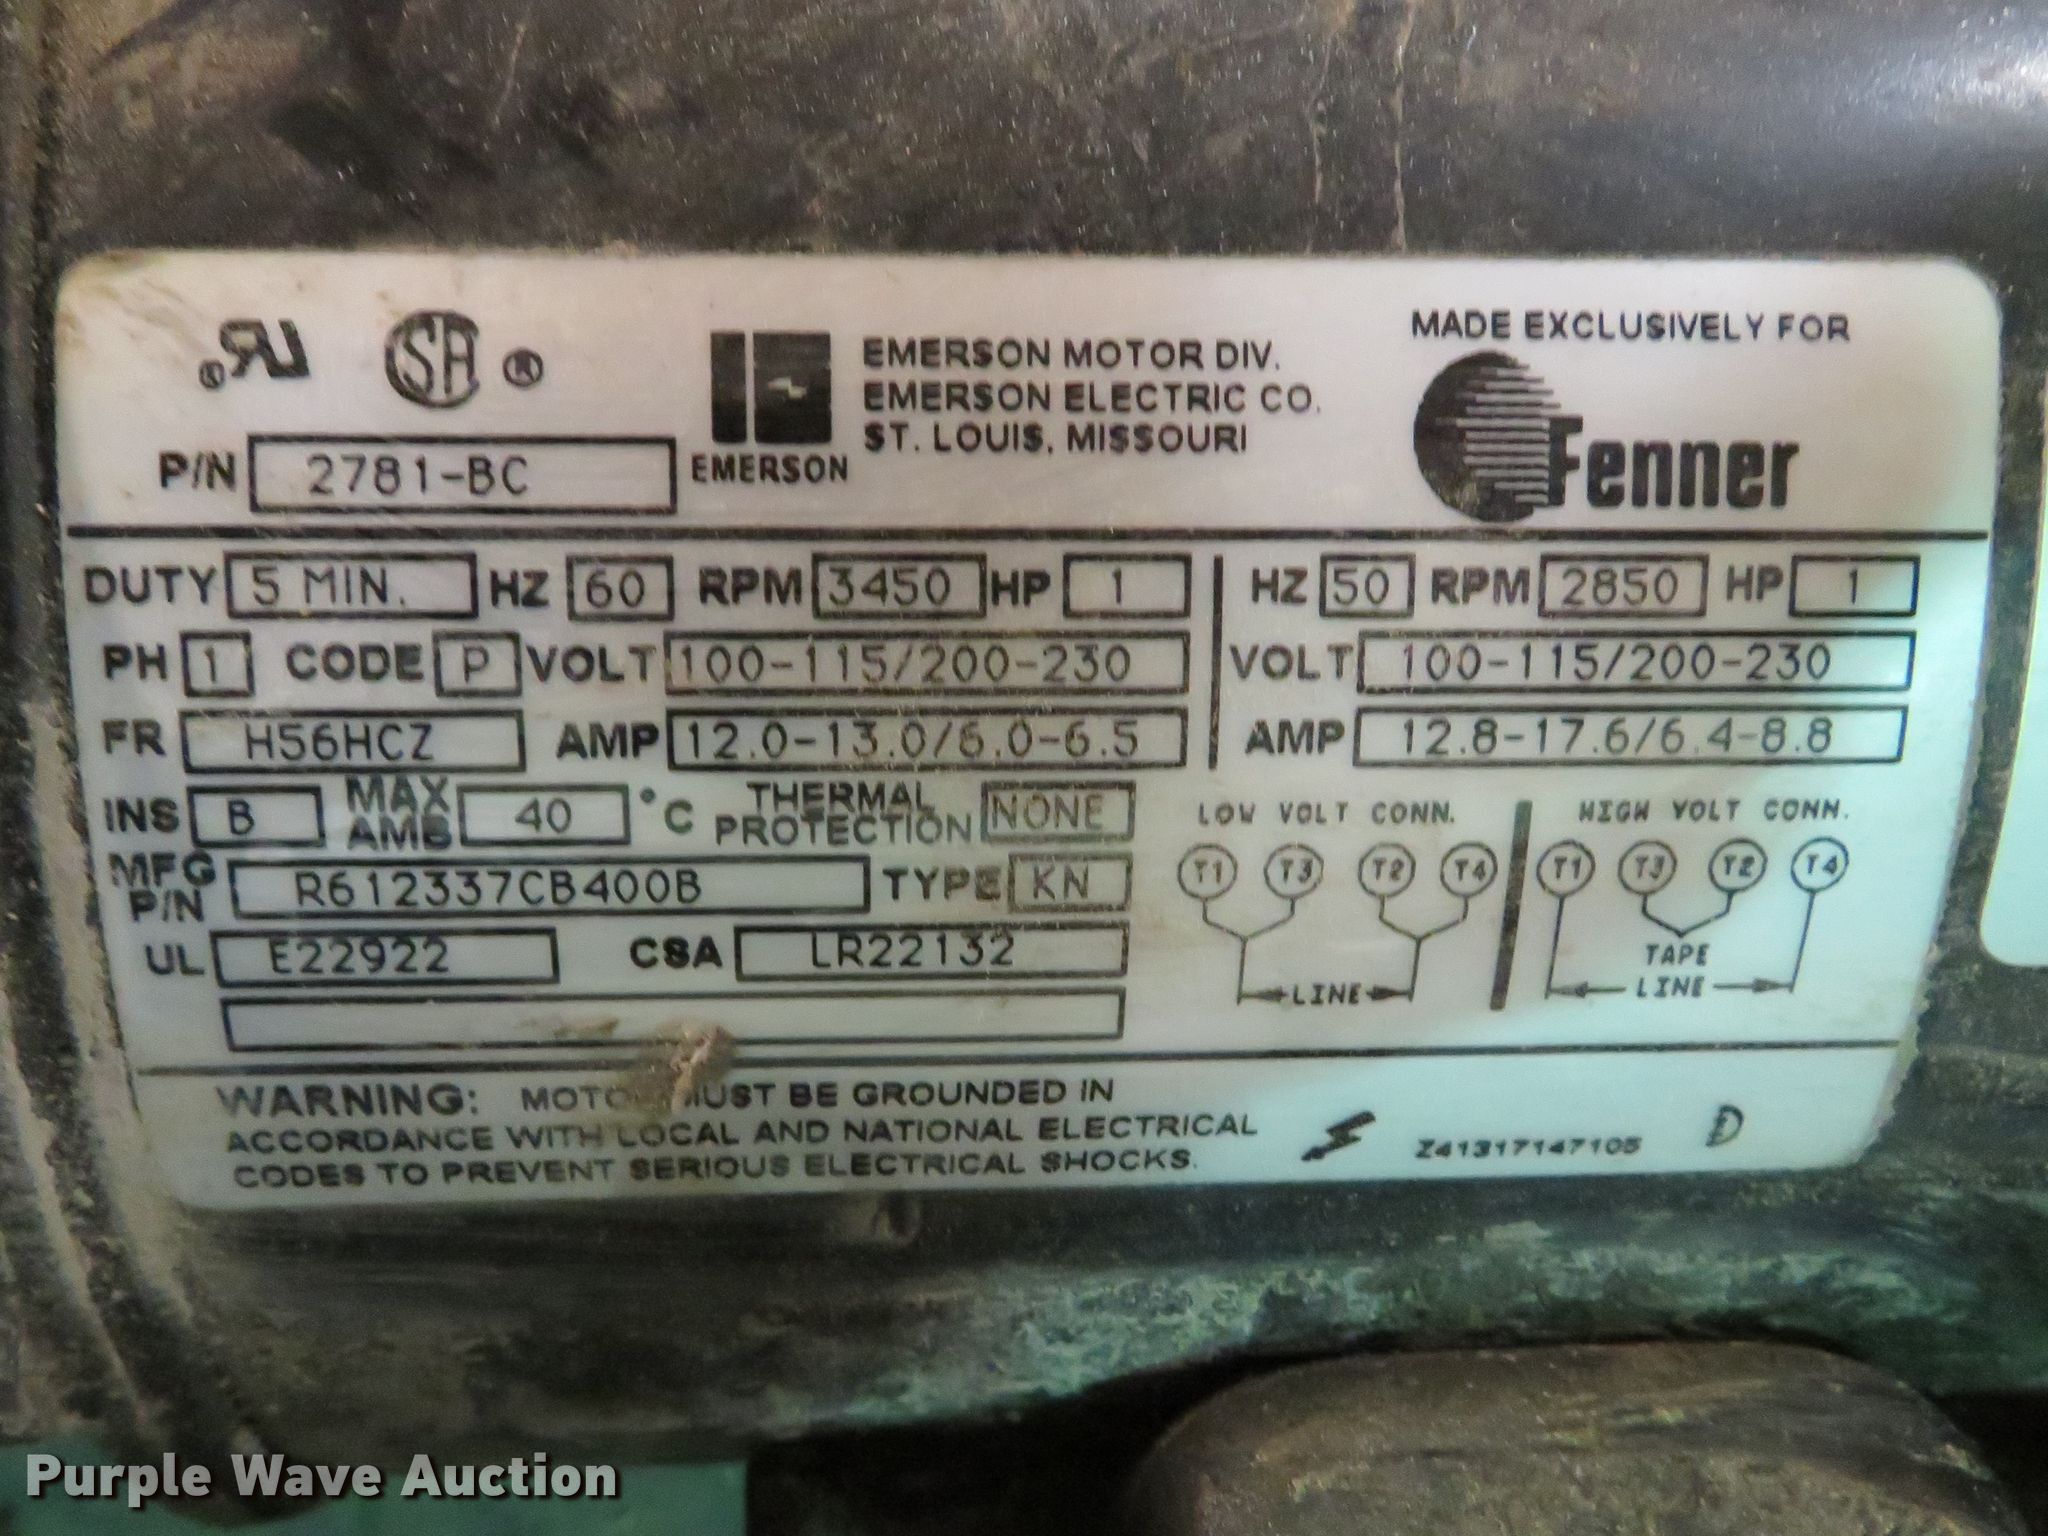 RU ®
CSA ®
EMERSON MOTOR DIV.
EMERSON ELECTRIC CO.
ST. LOUIS, MISSOURI
EMERSON
MADE EXCLUSIVELY FOR
Fenner
P/N 2781-BC
DUTY 5 MIN. HZ 60 RPM 3450 HP 1
PH 1 CODE P VOLT 100-115/200-230
FR H56HCZ AMP 12.0-13.0/6.0-6.5
HZ 50 RPM 2850 HP 1
VOLT 100-115/200-230
AMP 12.8-17.6/6.4-8.8
INS B MAX AMB 40 °C THERMAL PROTECTION NONE
MFG P/N R612337CB400B TYPE KN
UL E22922 CSA LR22132
LOW VOLT CONN.
T1 T3 T2 T4
LINE
HIGH VOLT CONN.
T1 T3 T2 T4
TAPE
LINE
WARNING: MOTOR MUST BE GROUNDED IN
ACCORDANCE WITH LOCAL AND NATIONAL ELECTRICAL
CODES TO PREVENT SERIOUS ELECTRICAL SHOCKS.
Z41317147105 D
Purple Wave Auction